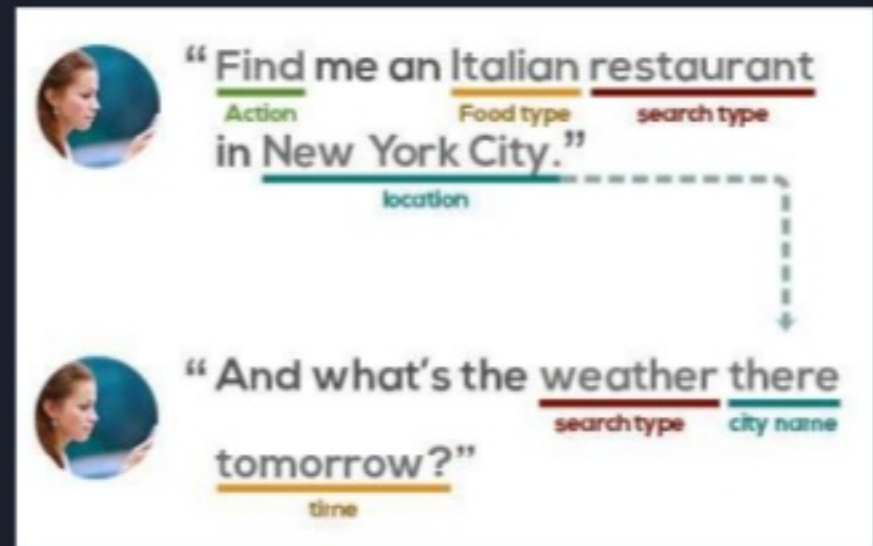 “Find me an Italian restaurant
Action Food type search type
in New York City.”
location
“And what's the weather there
search type city name
tomorrow?”
time